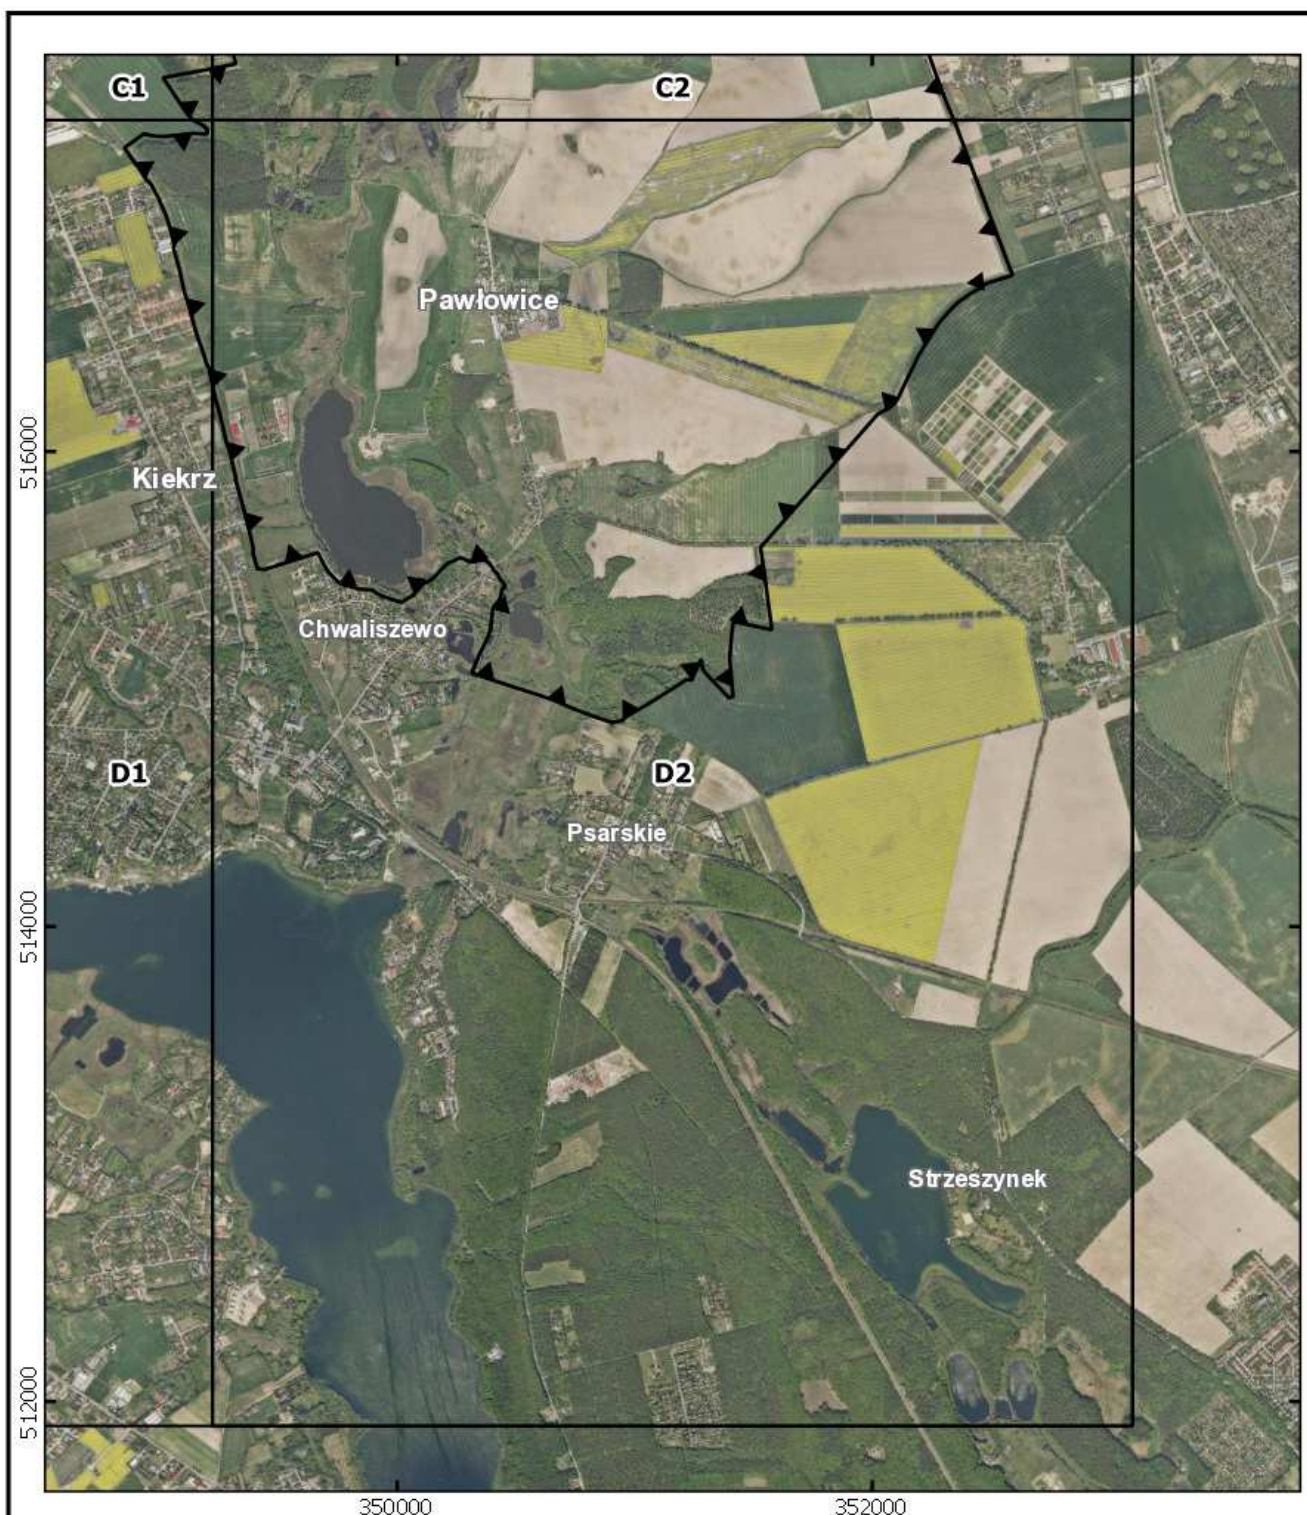 C1
C2
Pawłowice
516000
Kiekrz
Chwaliszewo
D1
D2
Psarskie
514000
Strzeszynek
512000
350000
352000